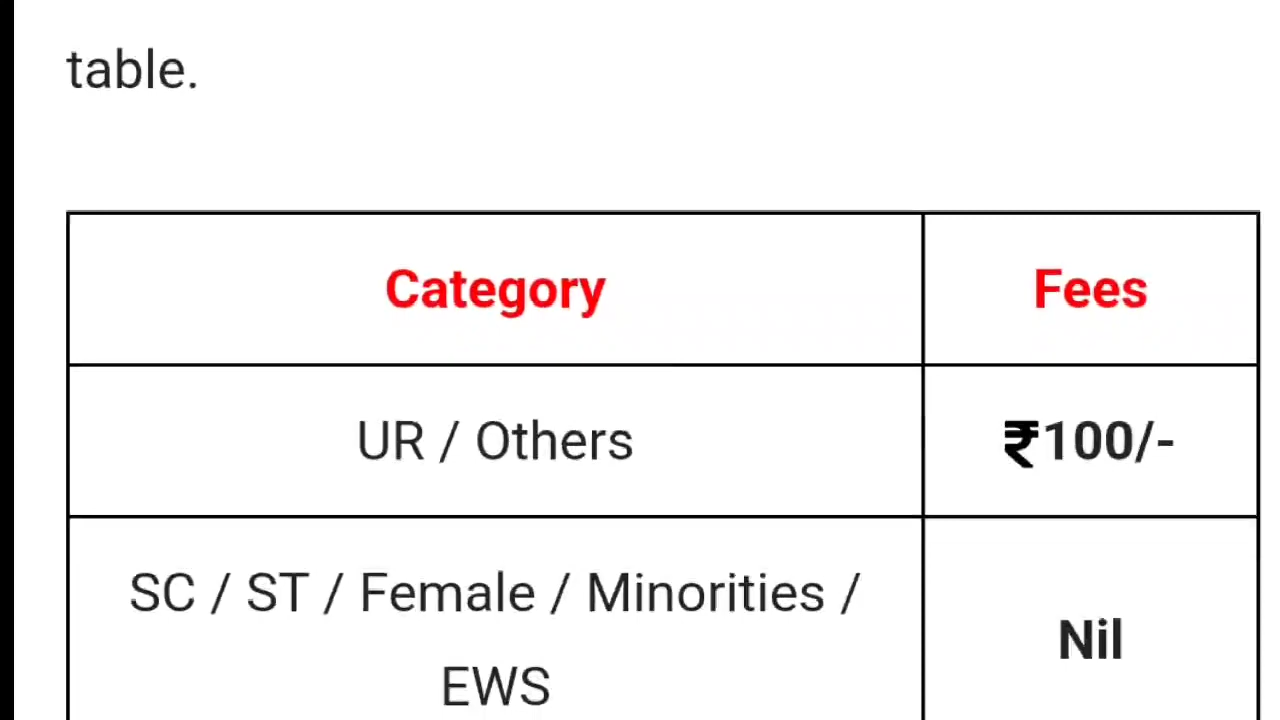 table.
Category Fees
UR / Others ₹100/-
SC / ST / Female / Minorities /
EWS
Nil